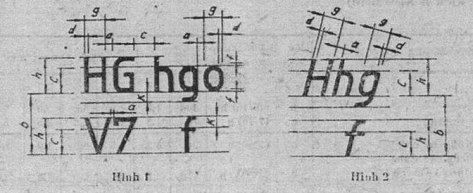 g g
d a c a d d g d
h c HG hgo Hhg c h
b K f a K b
h c V7 f f c h
Hình 1 Hình 2